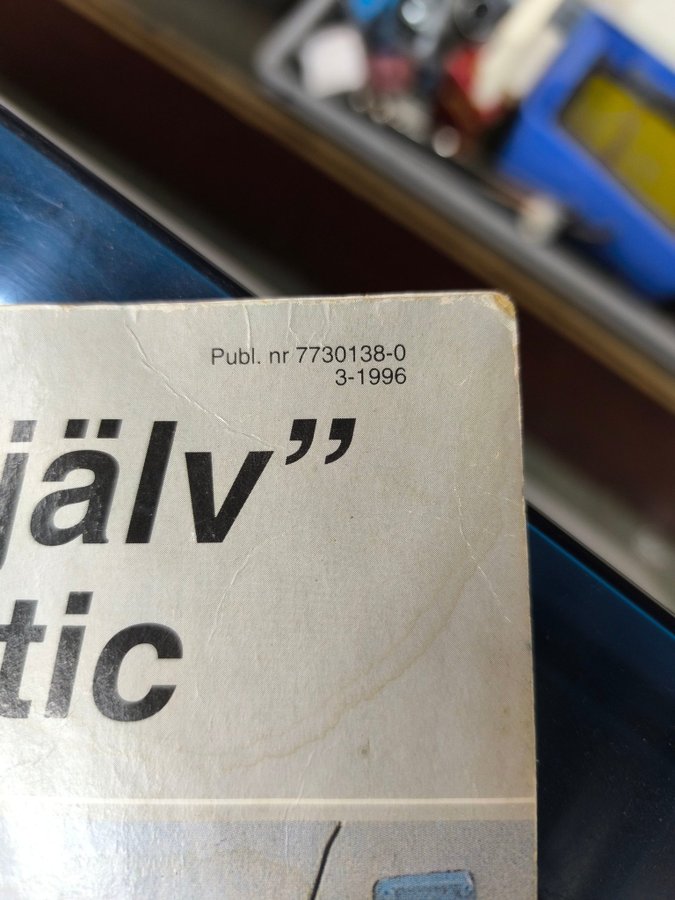 Publ. nr 7730138-0
3-1996
jälv”
tic